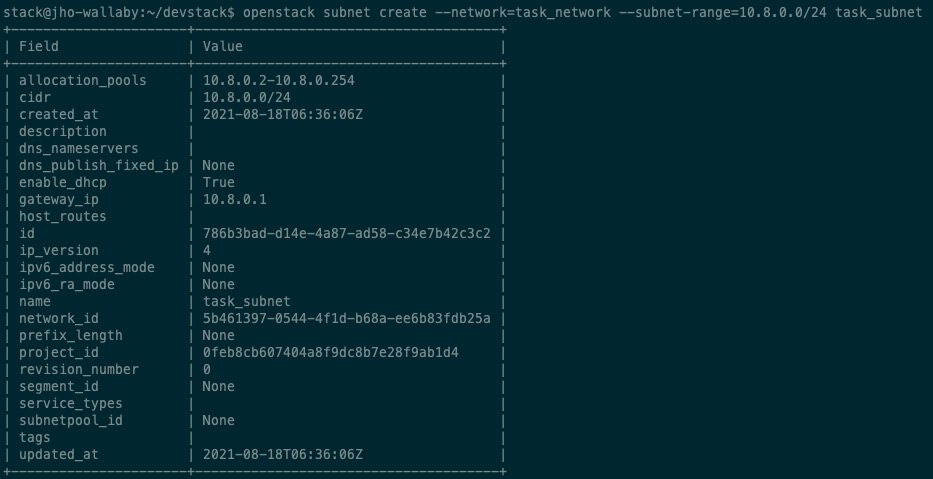 stack@jho-wallaby:~/devstack$ openstack subnet create --network=task_network --subnet-range=10.8.0.0/24 task_subnet
+----------------------+--------------------------------------+
| Field                | Value                                |
+----------------------+--------------------------------------+
| allocation_pools     | 10.8.0.2-10.8.0.254                  |
| cidr                 | 10.8.0.0/24                          |
| created_at           | 2021-08-18T06:36:06Z                 |
| description          |                                      |
| dns_nameservers      |                                      |
| dns_publish_fixed_ip | None                                 |
| enable_dhcp          | True                                 |
| gateway_ip           | 10.8.0.1                             |
| host_routes          |                                      |
| id                   | 786b3bad-d14e-4a87-ad58-c34e7b42c3c2 |
| ip_version           | 4                                    |
| ipv6_address_mode    | None                                 |
| ipv6_ra_mode         | None                                 |
| name                 | task_subnet                          |
| network_id           | 5b461397-0544-4f1d-b68a-ee6b83fdb25a |
| prefix_length        | None                                 |
| project_id           | 0feb8cb607404a8f9dc8b7e28f9ab1d4     |
| revision_number      | 0                                    |
| segment_id           | None                                 |
| service_types        |                                      |
| subnetpool_id        | None                                 |
| tags                 |                                      |
| updated_at           | 2021-08-18T06:36:06Z                 |
+----------------------+--------------------------------------+